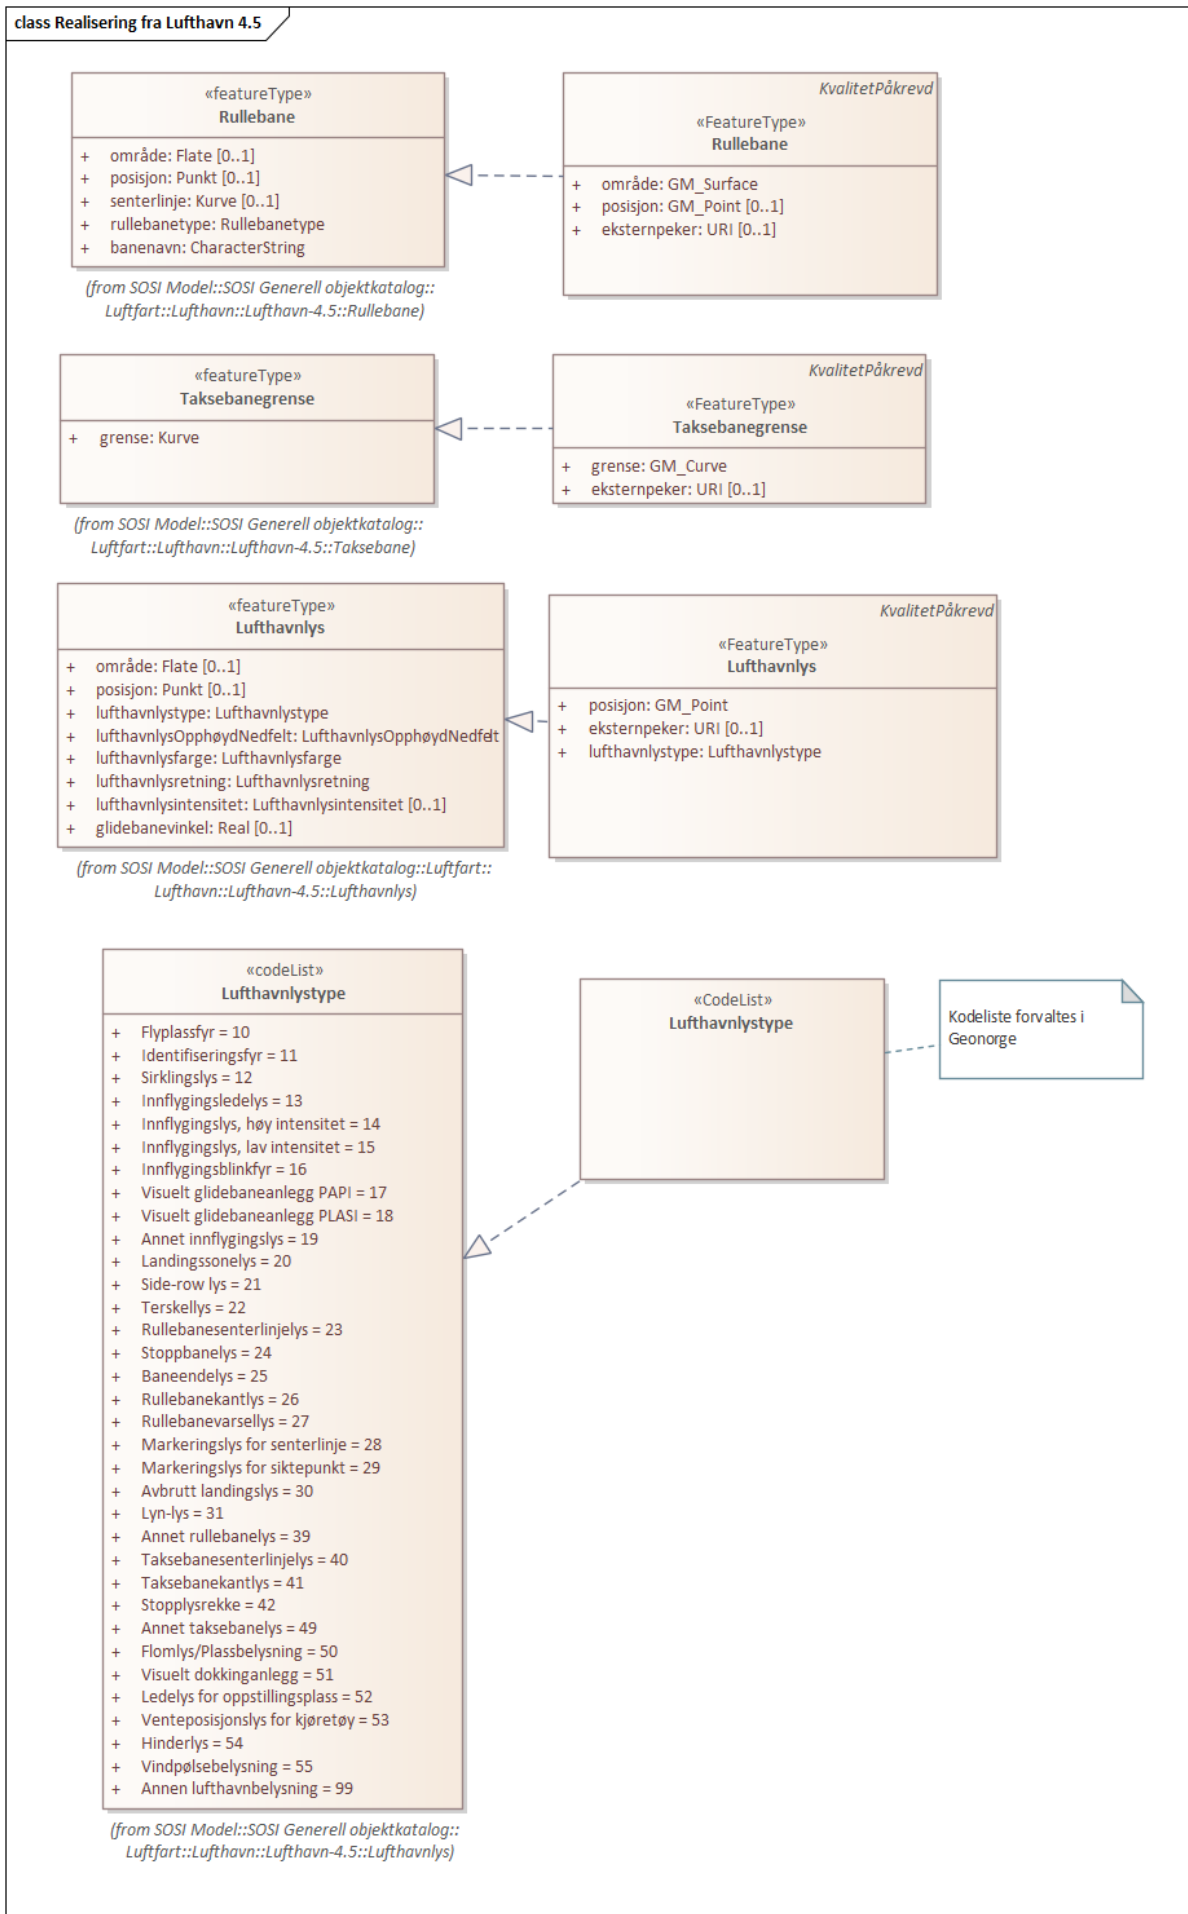 class Realisering fra Lufthavn 4.5
«featureType»
Rullebane
+ område: Flate [0..1]
+ posisjon: Punkt [0..1]
+ senterlinje: Kurve [0..1]
+ rullebanetype: Rullebanetype
+ banenavn: CharacterString
(from SOSI Model::SOSI Generell objektkatalog::
Luftfart::Lufthavn::Lufthavn-4.5::Rullebane)
KvalitetPåkrevd
«FeatureType»
Rullebane
+ område: GM_Surface
+ posisjon: GM_Point [0..1]
+ eksternpeker: URI [0..1]
«featureType»
Taksebanegrense
+ grense: Kurve
(from SOSI Model::SOSI Generell objektkatalog::
Luftfart::Lufthavn::Lufthavn-4.5::Taksebane)
KvalitetPåkrevd
«FeatureType»
Taksebanegrense
+ grense: GM_Curve
+ eksternpeker: URI [0..1]
«featureType»
Lufthavnlys
+ område: Flate [0..1]
+ posisjon: Punkt [0..1]
+ lufthavnlystype: Lufthavnlystype
+ lufthavnlysOpphøydNedfelt: LufthavnlysOpphøydNedfelt
+ lufthavnlysfarge: Lufthavnlysfarge
+ lufthavnlysretning: Lufthavnlysretning
+ lufthavnlysintensitet: Lufthavnlysintensitet [0..1]
+ glidebanevinkel: Real [0..1]
(from SOSI Model::SOSI Generell objektkatalog::Luftfart::
Lufthavn::Lufthavn-4.5::Lufthavnlys)
KvalitetPåkrevd
«FeatureType»
Lufthavnlys
+ posisjon: GM_Point
+ eksternpeker: URI [0..1]
+ lufthavnlystype: Lufthavnlystype
«codeList»
Lufthavnlystype
+ Flyplassfyr = 10
+ Identifiseringsfyr = 11
+ Sirklingslys = 12
+ Innflygingsledelys = 13
+ Innflygingslys, høy intensitet = 14
+ Innflygingslys, lav intensitet = 15
+ Innflygingsblinkfyr = 16
+ Visuelt glidebaneanlegg PAPI = 17
+ Visuelt glidebaneanlegg PLASI = 18
+ Annet innflygingslys = 19
+ Landingssonelys = 20
+ Side-row lys = 21
+ Terskellys = 22
+ Rullebanesenterlinjelys = 23
+ Stoppbanelys = 24
+ Baneendelys = 25
+ Rullebanekantlys = 26
+ Rullebanevarsellys = 27
+ Markeringslys for senterlinje = 28
+ Markeringslys for siktepunkt = 29
+ Avbrutt landingslys = 30
+ Lyn-lys = 31
+ Annet rullebanelys = 39
+ Taksebanesenterlinjelys = 40
+ Taksebanekantlys = 41
+ Stopplysrekke = 42
+ Annet taksebanelys = 49
+ Flomlys/Plassbelysning = 50
+ Visuelt dokkinganlegg = 51
+ Ledelys for oppstillingsplass = 52
+ Venteposisjonslys for kjøretøy = 53
+ Hinderlys = 54
+ Vindpølsebelysning = 55
+ Annen lufthavnbelysning = 99
(from SOSI Model::SOSI Generell objektkatalog::
Luftfart::Lufthavn::Lufthavn-4.5::Lufthavnlys)
«CodeList»
Lufthavnlystype
Kodeliste forvaltes i
Geonorge